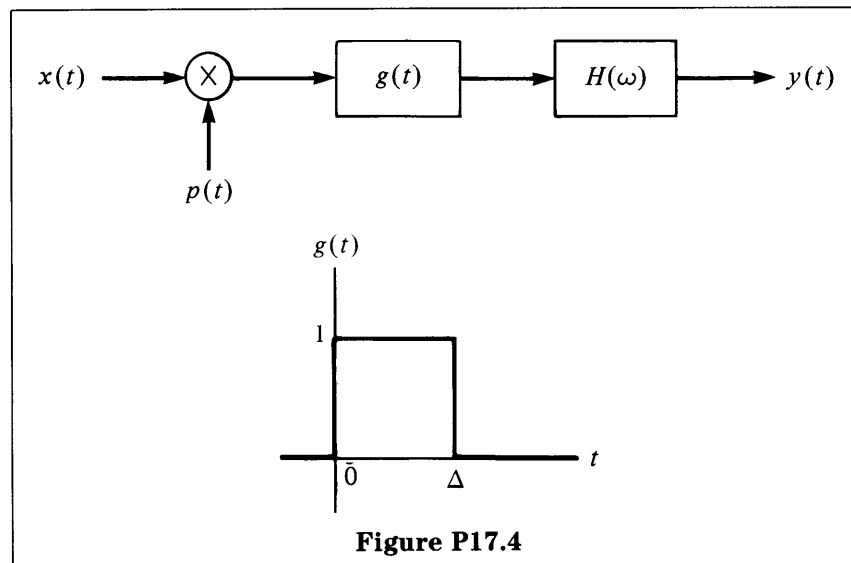 x(t) × g(t) H(ω) y(t)
p(t)
g(t)
1
0 Δ t
Figure P17.4